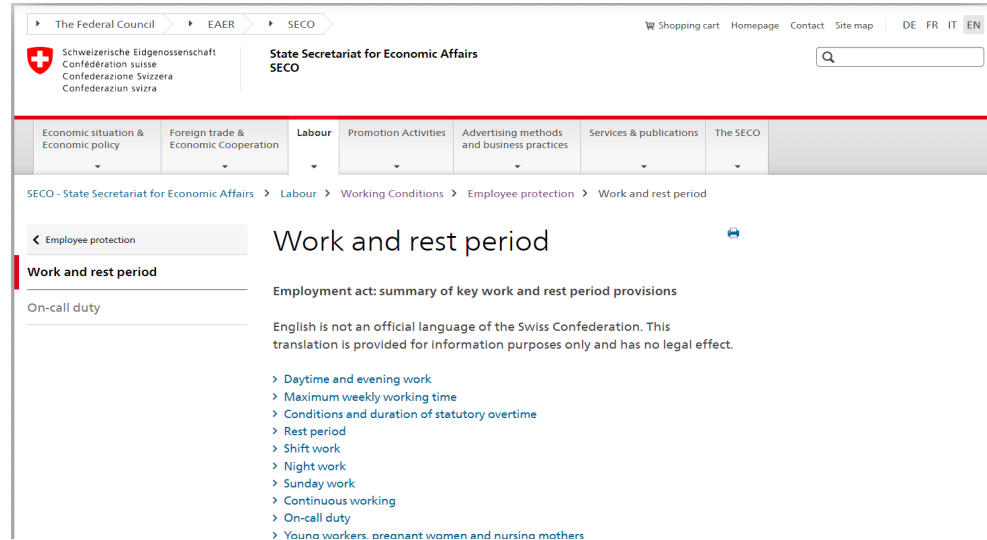 The Federal Council EAER SECO
Shopping cart Homepage Contact Site map DE FR IT EN
Schweizerische Eidgenossenschaft
Confédération suisse
Confederazione Svizzera
Confederaziun svizra
State Secretariat for Economic Affairs
SECO
Economic situation &
Economic policy
Foreign trade &
Economic Cooperation
Labour
Promotion Activities
Advertising methods
and business practices
Services & publications
The SECO
SECO - State Secretariat for Economic Affairs > Labour > Working Conditions > Employee protection > Work and rest period
Employee protection
Work and rest period
On-call duty
Work and rest period
Employment act: summary of key work and rest period provisions
English is not an official language of the Swiss Confederation. This
translation is provided for information purposes only and has no legal effect.
> Daytime and evening work
> Maximum weekly working time
> Conditions and duration of statutory overtime
> Rest period
> Shift work
> Night work
> Sunday work
> Continuous working
> On-call duty
> Young workers, pregnant women and nursing mothers